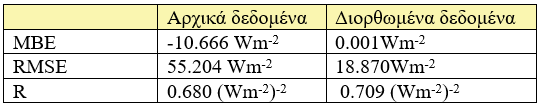 Αρχικά δεδομένα Διορθωμένα δεδομένα
MBE -10.666 Wm-2 0.001Wm-2
RMSE 55.204 Wm-2 18.870Wm-2
R 0.680 (Wm-2)-2 0.709 (Wm-2)-2